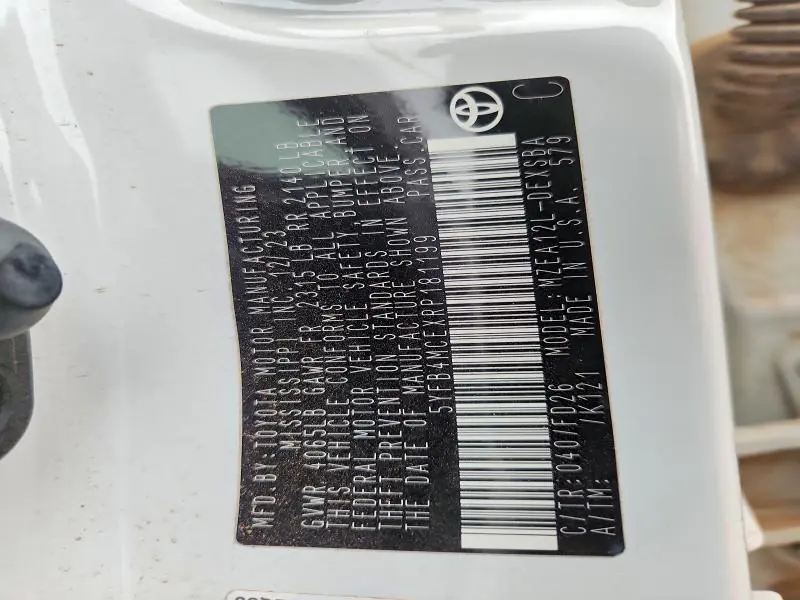 MFD.BY:TOYOTA MOTOR MANUFACTURING
MISSISSIPPI INC. 12/23
GVWR 4065LB GAWR FR 2315 LB RR 2140 LB
THIS VEHICLE CONFORMS TO ALL APPLICABLE
FEDERAL MOTOR VEHICLE SAFETY BUMPER AND
THEFT PREVENTION STANDARDS IN EFFECT ON
THE DATE OF MANUFACTURE SHOWN ABOVE.
5YFB4MCEXRP181199 PASS.CAR
C/TR:040/FD26 MODEL:MZEA12L-DEXSBA
A/TM: /K121 MADE IN U.S.A. 579
C